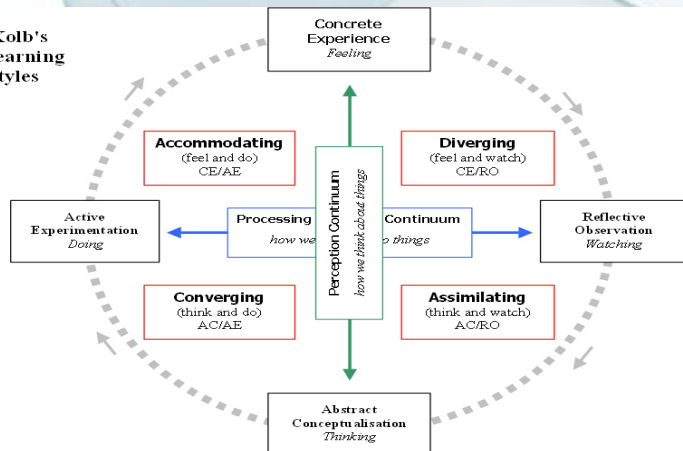 Kolb's
earning
tyles
Concrete
Experience
Feeling
Accommodating
(feel and do)
CE/AE
Diverging
(feel and watch)
CE/RO
Active
Experimentation
Doing
Processing Continuum
how we o things
Perception Continuum
how we think about things
Reflective
Observation
Watching
Converging
(think and do)
AC/AE
Assimilating
(think and watch)
AC/RO
Abstract
Conceptualisation
Thinking